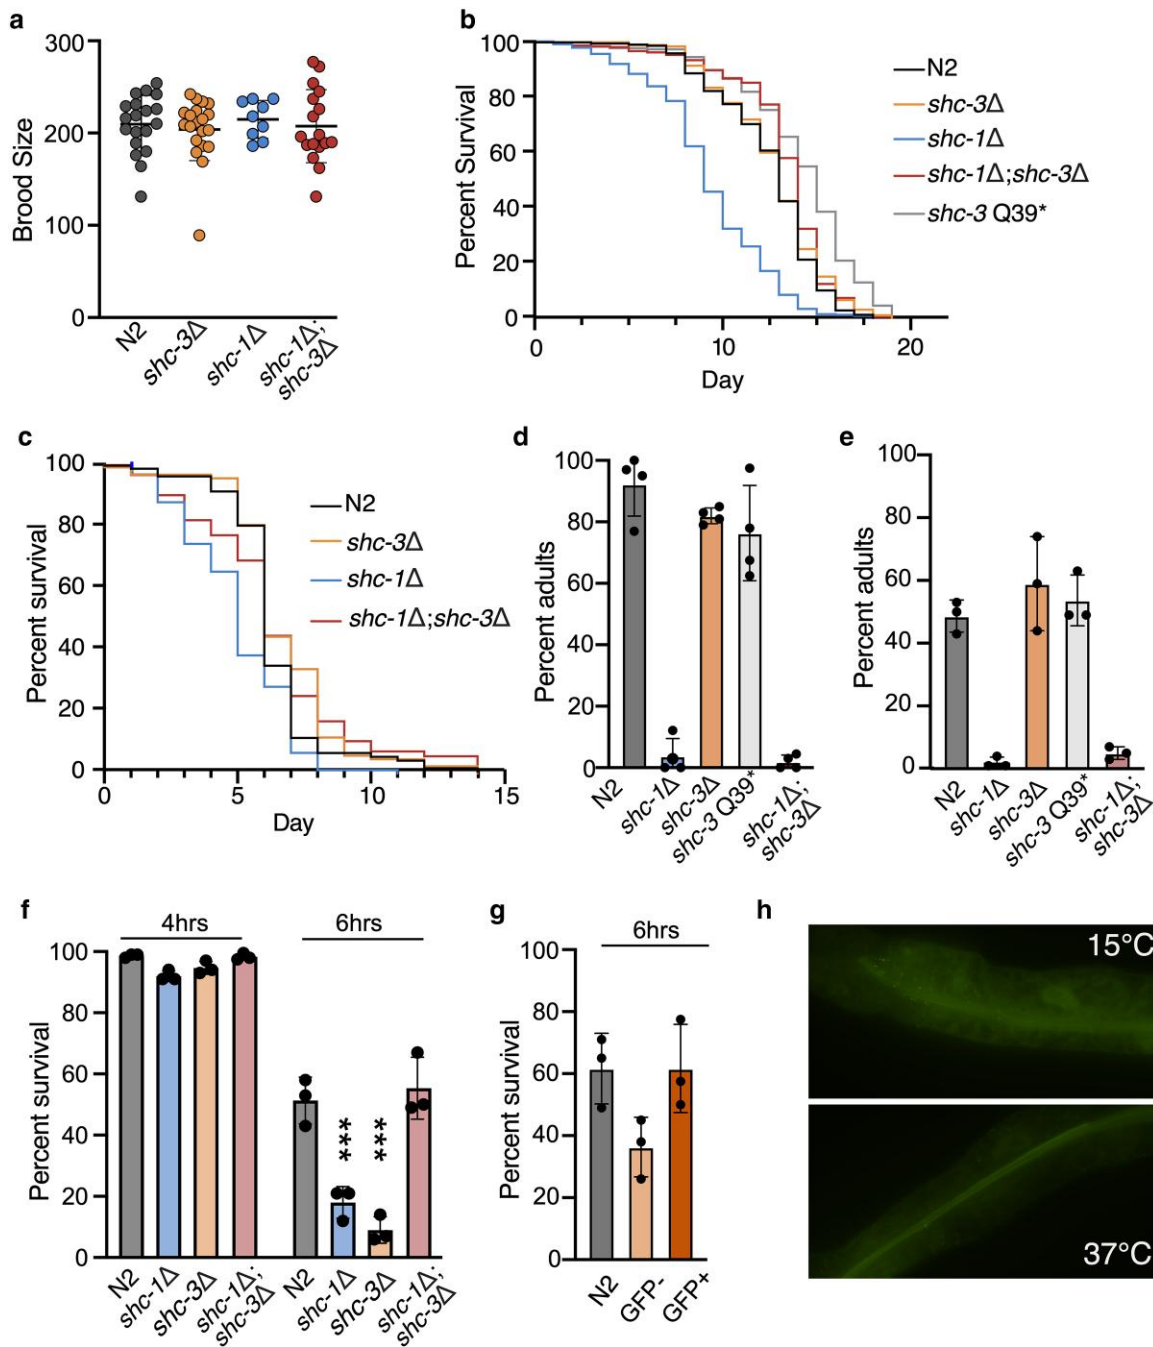 a
300
200
100
0
Brood Size
N2
shc-3Δ
shc-1Δ
shc-1Δ;
shc-3Δ
b
100
80
60
40
20
0
Percent Survival
0
10
20
Day
N2
shc-3Δ
shc-1Δ
shc-1Δ;shc-3Δ
shc-3 Q39*
c
100
80
60
40
20
0
Percent survival
0
5
10
15
Day
N2
shc-3Δ
shc-1Δ
shc-1Δ;shc-3Δ
d
100
80
60
40
20
0
Percent adults
N2
shc-1Δ
shc-3Δ
shc-3 Q39*
shc-1Δ;
shc-3Δ
e
100
80
60
40
20
0
Percent adults
N2
shc-1Δ
shc-3Δ
shc-3 Q39*
shc-1Δ;
shc-3Δ
f
4hrs
6hrs
100
80
60
40
20
0
Percent survival
***
***
N2
shc-1Δ
shc-3Δ
shc-1Δ;
shc-3Δ
N2
shc-1Δ
shc-3Δ
shc-1Δ;
shc-3Δ
g
6hrs
100
80
60
40
20
0
Percent survival
N2
GFP-
GFP+
h
15°C
37°C